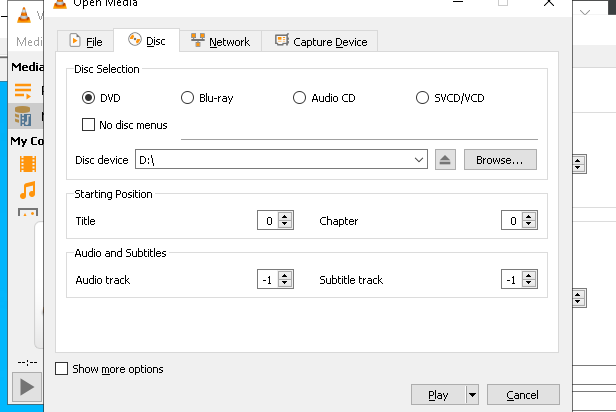 Open Media
Medi
File
Disc
Network
Capture Device
Media
Disc Selection
DVD
Blu-ray
Audio CD
SVCD/VCD
No disc menus
My Co
Disc device
D:\
Browse...
Starting Position
Title
0
Chapter
0
Audio and Subtitles
Audio track
-1
Subtitle track
-1
--:--
Show more options
Play
Cancel